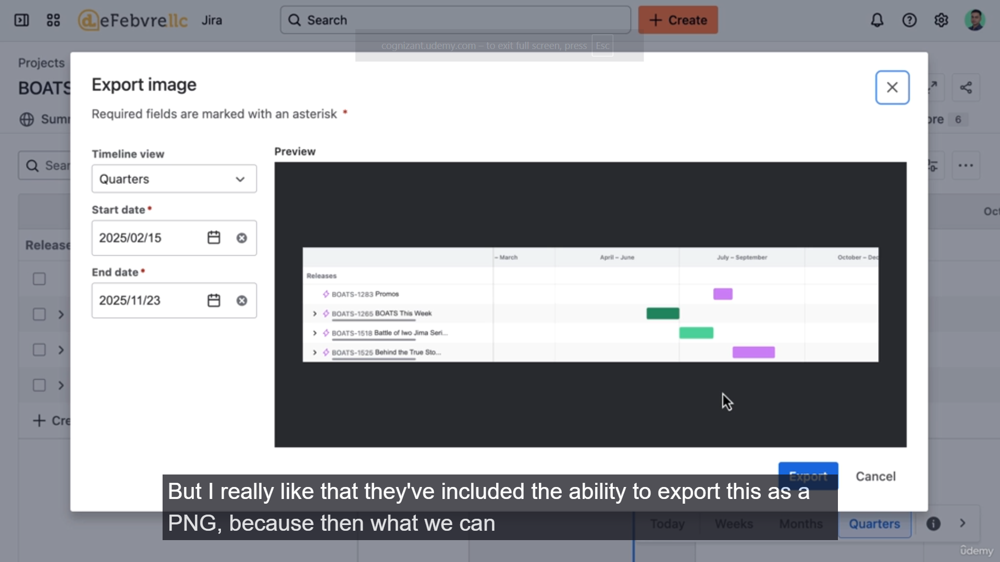 deFebvrellc
Jira
Search
+ Create
cognizant.udemy.com – to exit full screen, press Esc
Projects
BOATS
Export image
Required fields are marked with an asterisk *
6
Timeline view
Quarters
Start date*
2025/02/15
End date*
2025/11/23
Preview
– March
April – June
July – September
October – Dec
Releases
BOATS-1283 Promos
BOATS-1265 BOATS This Week
BOATS-1518 Battle of Iwo Jima Seri...
BOATS-1525 Behind the True Sto...
Summ
Sear
Oct
Release
+ Cre
Export
Cancel
But I really like that they've included the ability to export this as a
PNG, because then what we can
Today
Weeks
Months
Quarters
udemy